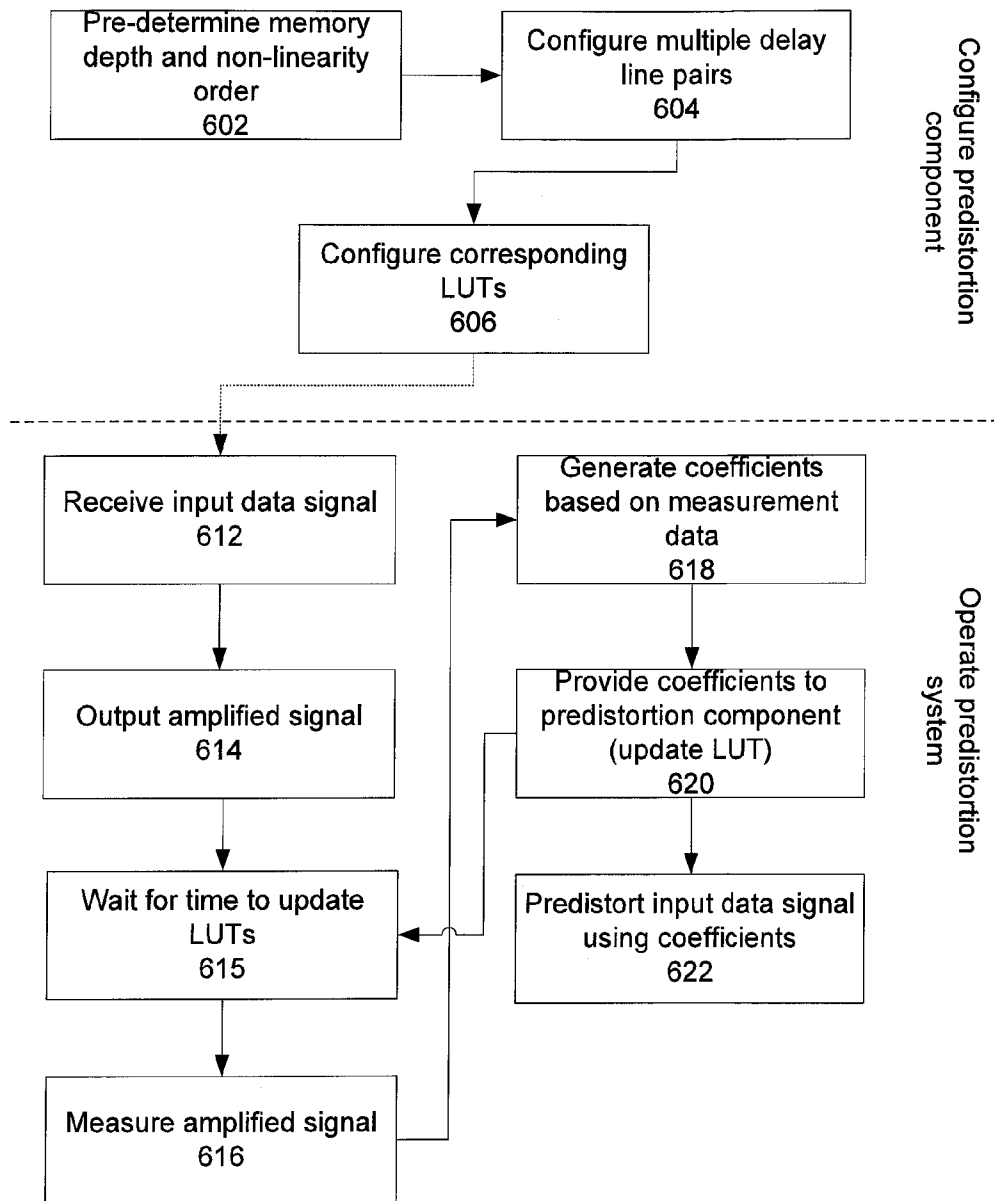 Pre-determine memory
depth and non-linearity
order
602
Configure multiple delay
line pairs
604
Configure corresponding
LUTs
606
Configure predistortion
component
Receive input data signal
612
Output amplified signal
614
Wait for time to update
LUTs
615
Measure amplified signal
616
Generate coefficients
based on measurement
data
618
Provide coefficients to
predistortion component
(update LUT)
620
Predistort input data signal
using coefficients
622
Operate predistortion
system